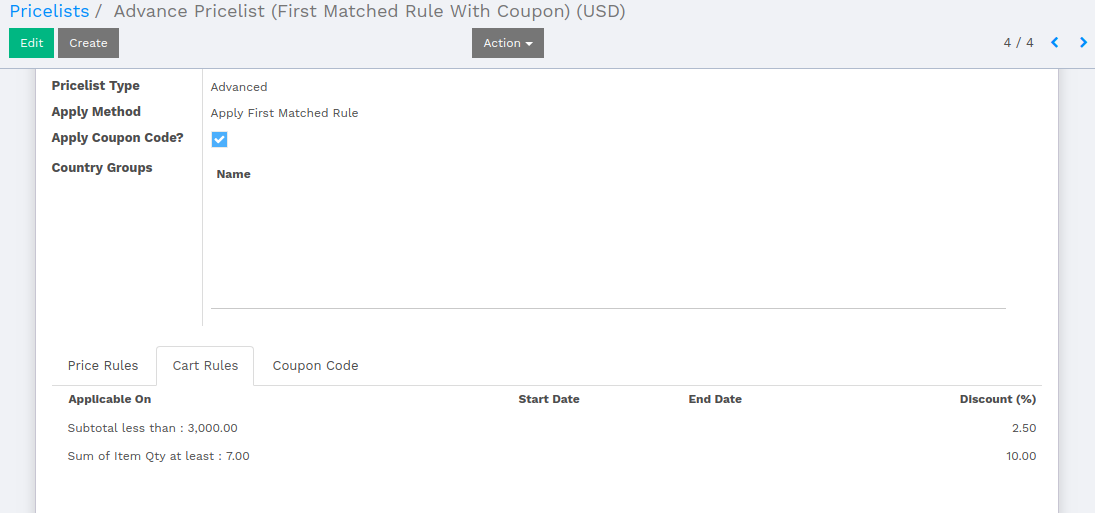 Pricelists / Advance Pricelist (First Matched Rule With Coupon) (USD)
Edit Create Action 4 / 4
Pricelist Type Advanced
Apply Method Apply First Matched Rule
Apply Coupon Code?
Country Groups Name
Price Rules Cart Rules Coupon Code
Applicable On Start Date End Date Discount (%)
Subtotal less than : 3,000.00 2.50
Sum of Item Qty at least : 7.00 10.00